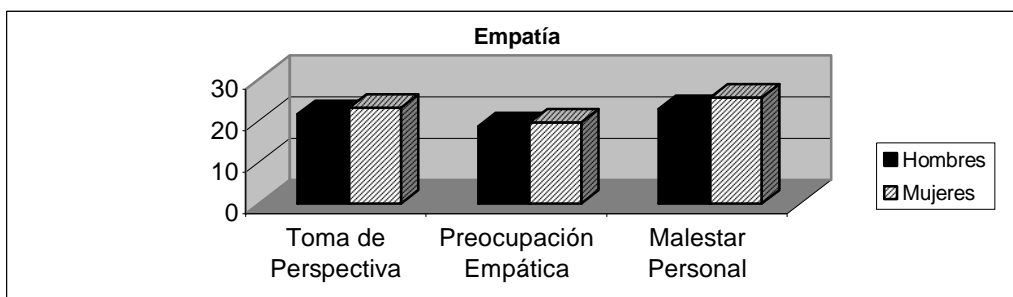 Empatía
30
20
10
0
Toma de
Perspectiva
Preocupación
Empática
Malestar
Personal
Hombres
Mujeres